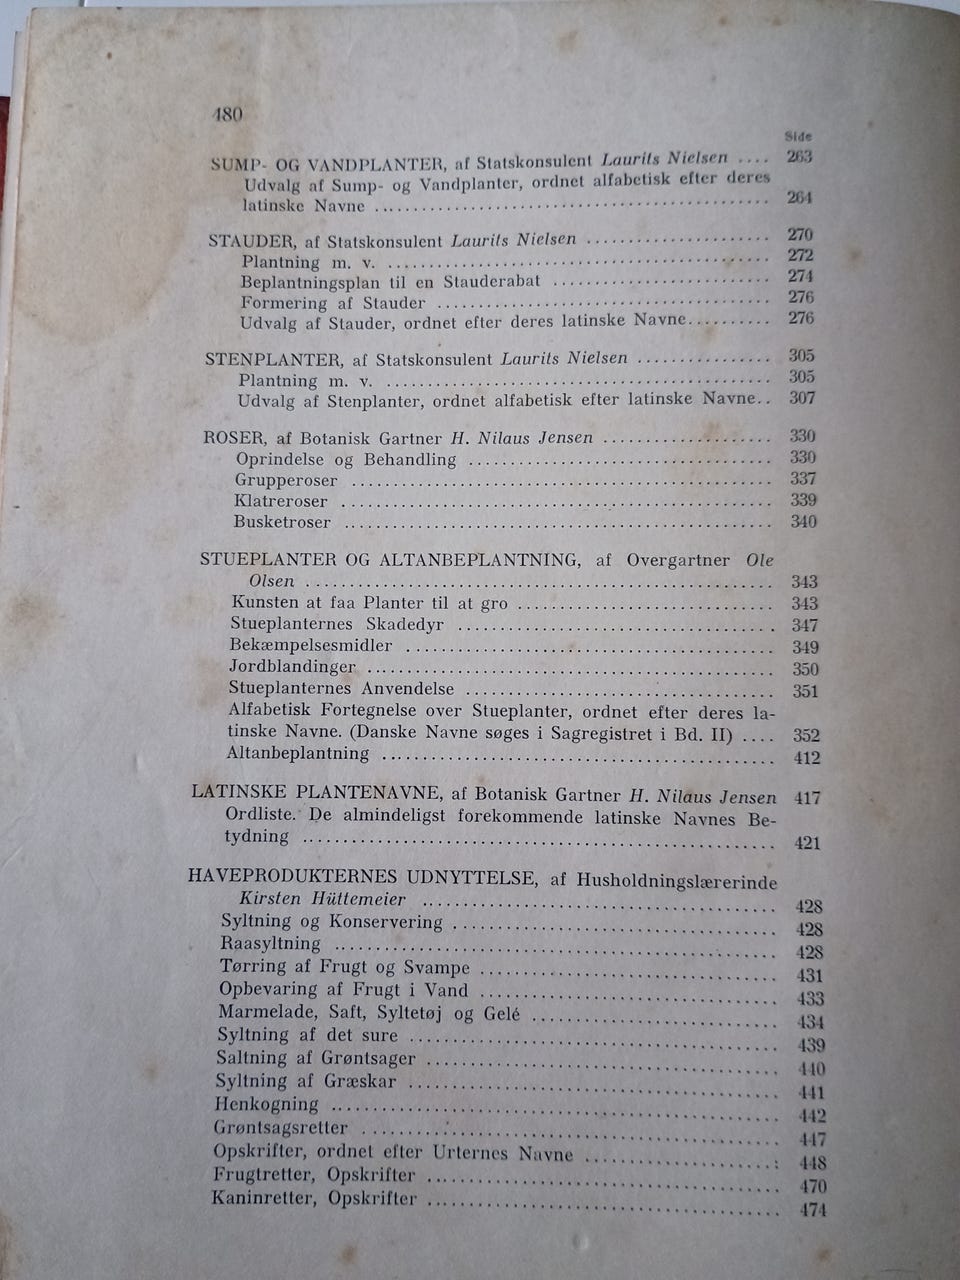 480
Side
SUMP- OG VANDPLANTER, af Statskonsulent Laurits Nielsen .... 263
Udvalg af Sump- og Vandplanter, ordnet alfabetisk efter deres
latinske Navne ........................................ 264
STAUDER, af Statskonsulent Laurits Nielsen ...................... 270
Plantning m. v. ........................................ 272
Beplantningsplan til en Stauderabat .......................... 274
Formering af Stauder ........................................ 276
Udvalg af Stauder, ordnet efter deres latinske Navne.......... 276
STENPLANTER, af Statskonsulent Laurits Nielsen ................ 305
Plantning m. v. ........................................ 305
Udvalg af Stenplanter, ordnet alfabetisk efter latinske Navne.. 307
ROSER, af Botanisk Gartner H. Nilaus Jensen .................... 330
Oprindelse og Behandling .................................... 330
Grupperoser ........................................ 337
Klatreroser ........................................ 339
Busketroser ........................................ 340
STUEPLANTER OG ALTANBEPLANTNING, af Overgartner Ole
Olsen ........................................ 343
Kunsten at faa Planter til at gro .............................. 343
Stueplanternes Skadedyr ...................................... 347
Bekæmpelsesmidler ........................................ 349
Jordblandinger ........................................ 350
Stueplanternes Anvendelse .................................... 351
Alfabetisk Fortegnelse over Stueplanter, ordnet efter deres la-
tinske Navne. (Danske Navne søges i Sagregistret i Bd. II) .... 352
Altanbeplantning ........................................ 412
LATINSKE PLANTENAVNE, af Botanisk Gartner H. Nilaus Jensen 417
Ordliste. De almindeligst forekommende latinske Navnes Be-
tydning ........................................ 421
HAVEPRODUKTERNES UDNYTTELSE, af Husholdningslærerinde
Kirsten Hüttemeier ........................................ 428
Syltning og Konservering ...................................... 428
Raasyltning ........................................ 428
Tørring af Frugt og Svampe .................................... 431
Opbevaring af Frugt i Vand .................................... 433
Marmelade, Saft, Syltetøj og Gelé .............................. 434
Syltning af det sure ........................................ 439
Saltning af Grøntsager ........................................ 440
Syltning af Græskar ........................................ 441
Henkogning ........................................ 442
Grøntsagsretter ........................................ 447
Opskrifter, ordnet efter Urternes Navne ........................ 448
Frugtretter, Opskrifter ........................................ 470
Kaninretter, Opskrifter ........................................ 474